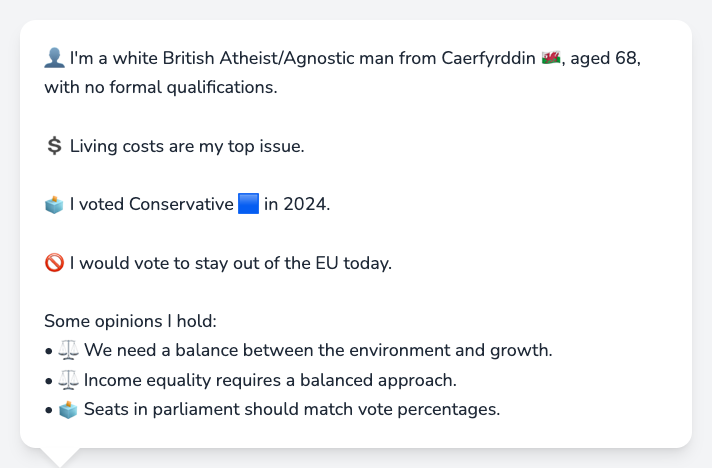 👤 I'm a white British Atheist/Agnostic man from Caerfyrddin 🏴󠁧󠁢󠁷󠁬󠁳󠁿, aged 68,
with no formal qualifications.
💲 Living costs are my top issue.
🗳️ I voted Conservative 🟦 in 2024.
🚫 I would vote to stay out of the EU today.
Some opinions I hold:
• ⚖️ We need a balance between the environment and growth.
• ⚖️ Income equality requires a balanced approach.
• 🗳️ Seats in parliament should match vote percentages.